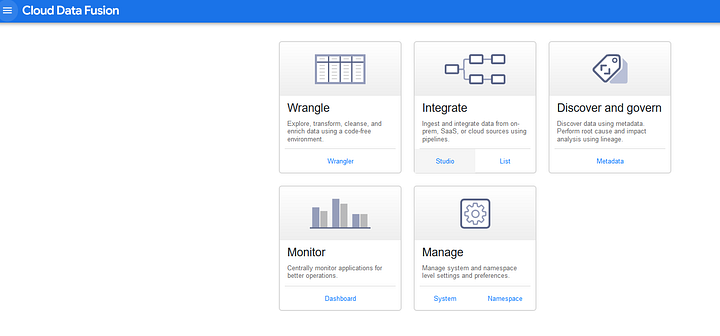 Cloud Data Fusion
Wrangle
Explore, transform, cleanse, and
enrich data using a code-free
environment.
Wrangler
Integrate
Ingest and integrate data from on-
prem, SaaS, or cloud sources using
pipelines.
Studio
List
Discover and govern
Discover data using metadata.
Perform root cause and impact
analysis using lineage.
Metadata
Monitor
Centrally monitor applications for
better operations.
Dashboard
Manage
Manage system and namespace
level settings and preferences.
System
Namespace